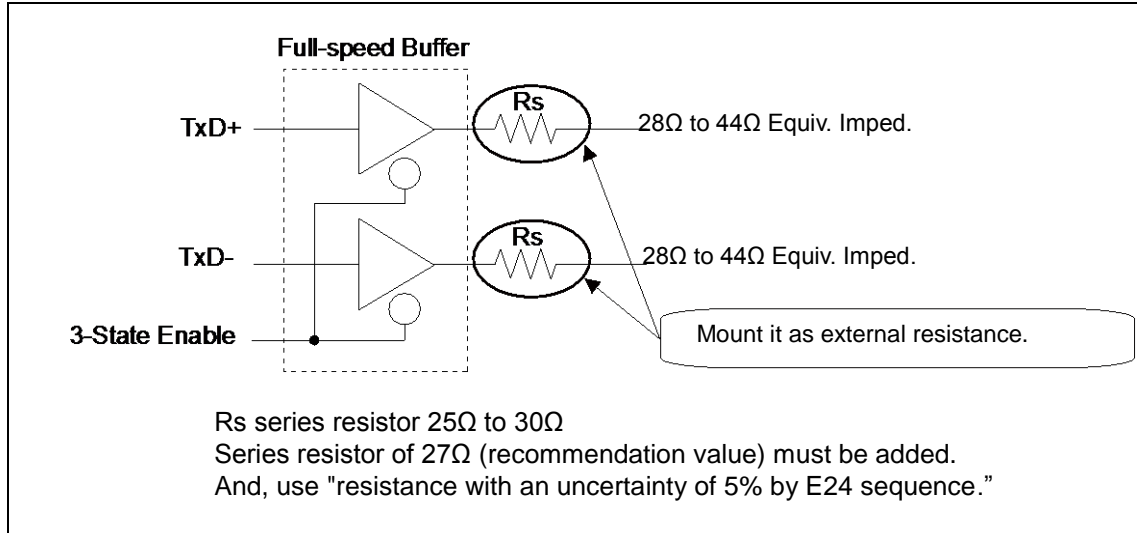 Full-speed Buffer
Rs
TxD+
28Ω to 44Ω Equiv. Imped.
Rs
TxD-
28Ω to 44Ω Equiv. Imped.
3-State Enable
Mount it as external resistance.
Rs series resistor 25Ω to 30Ω
Series resistor of 27Ω (recommendation value) must be added.
And, use "resistance with an uncertainty of 5% by E24 sequence.”